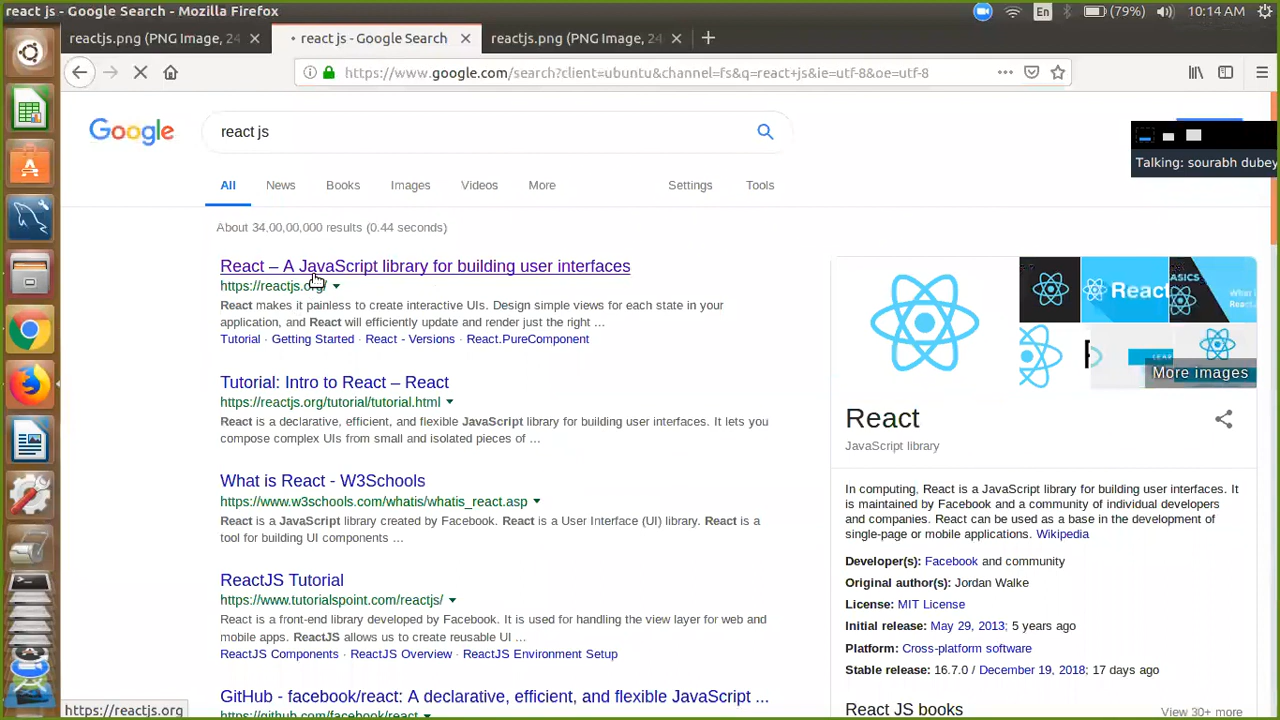 react js - Google Search - Mozilla Firefox
En
(79%)
10:14 AM
reactjs.png (PNG Image, 24
react js - Google Search
reactjs.png (PNG Image, 24
https://www.google.com/search?client=ubuntu&channel=fs&q=react+js&ie=utf-8&oe=utf-8
Google
react js
Talking: sourabh dubey
All
News
Books
Images
Videos
More
Settings
Tools
About 34,00,00,000 results (0.44 seconds)
React – A JavaScript library for building user interfaces
https://reactjs.org/
React makes it painless to create interactive UIs. Design simple views for each state in your
application, and React will efficiently update and render just the right ...
Tutorial · Getting Started · React - Versions · React.PureComponent
Tutorial: Intro to React – React
https://reactjs.org/tutorial/tutorial.html
React is a declarative, efficient, and flexible JavaScript library for building user interfaces. It lets you
compose complex UIs from small and isolated pieces of ...
What is React - W3Schools
https://www.w3schools.com/whatis/whatis_react.asp
React is a JavaScript library created by Facebook. React is a User Interface (UI) library. React is a
tool for building UI components ...
ReactJS Tutorial
https://www.tutorialspoint.com/reactjs/
React is a front-end library developed by Facebook. It is used for handling the view layer for web and
mobile apps. ReactJS allows us to create reusable UI ...
ReactJS Components · ReactJS Overview · ReactJS Environment Setup
GitHub - facebook/react: A declarative, efficient, and flexible JavaScript ...
https://github.com/facebook/react
https://reactjs.org
React
ASICS
More images
React
JavaScript library
In computing, React is a JavaScript library for building user interfaces. It
is maintained by Facebook and a community of individual developers
and companies. React can be used as a base in the development of
single-page or mobile applications. Wikipedia
Developer(s): Facebook and community
Original author(s): Jordan Walke
License: MIT License
Initial release: May 29, 2013; 5 years ago
Platform: Cross-platform software
Stable release: 16.7.0 / December 19, 2018; 17 days ago
React JS books
View 30+ more